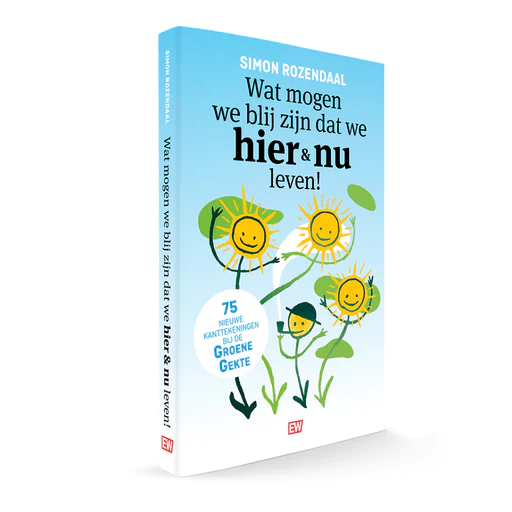 SIMON ROZENDAAL
Wat mogen we blij zijn dat we hier & nu leven!
SIMON ROZENDAAL
Wat mogen
we blij zijn dat we
hier & nu
leven!
75
NIEUWE
KANTTEKENINGEN
BIJ DE
GROENE
GEKTE
EW
EW